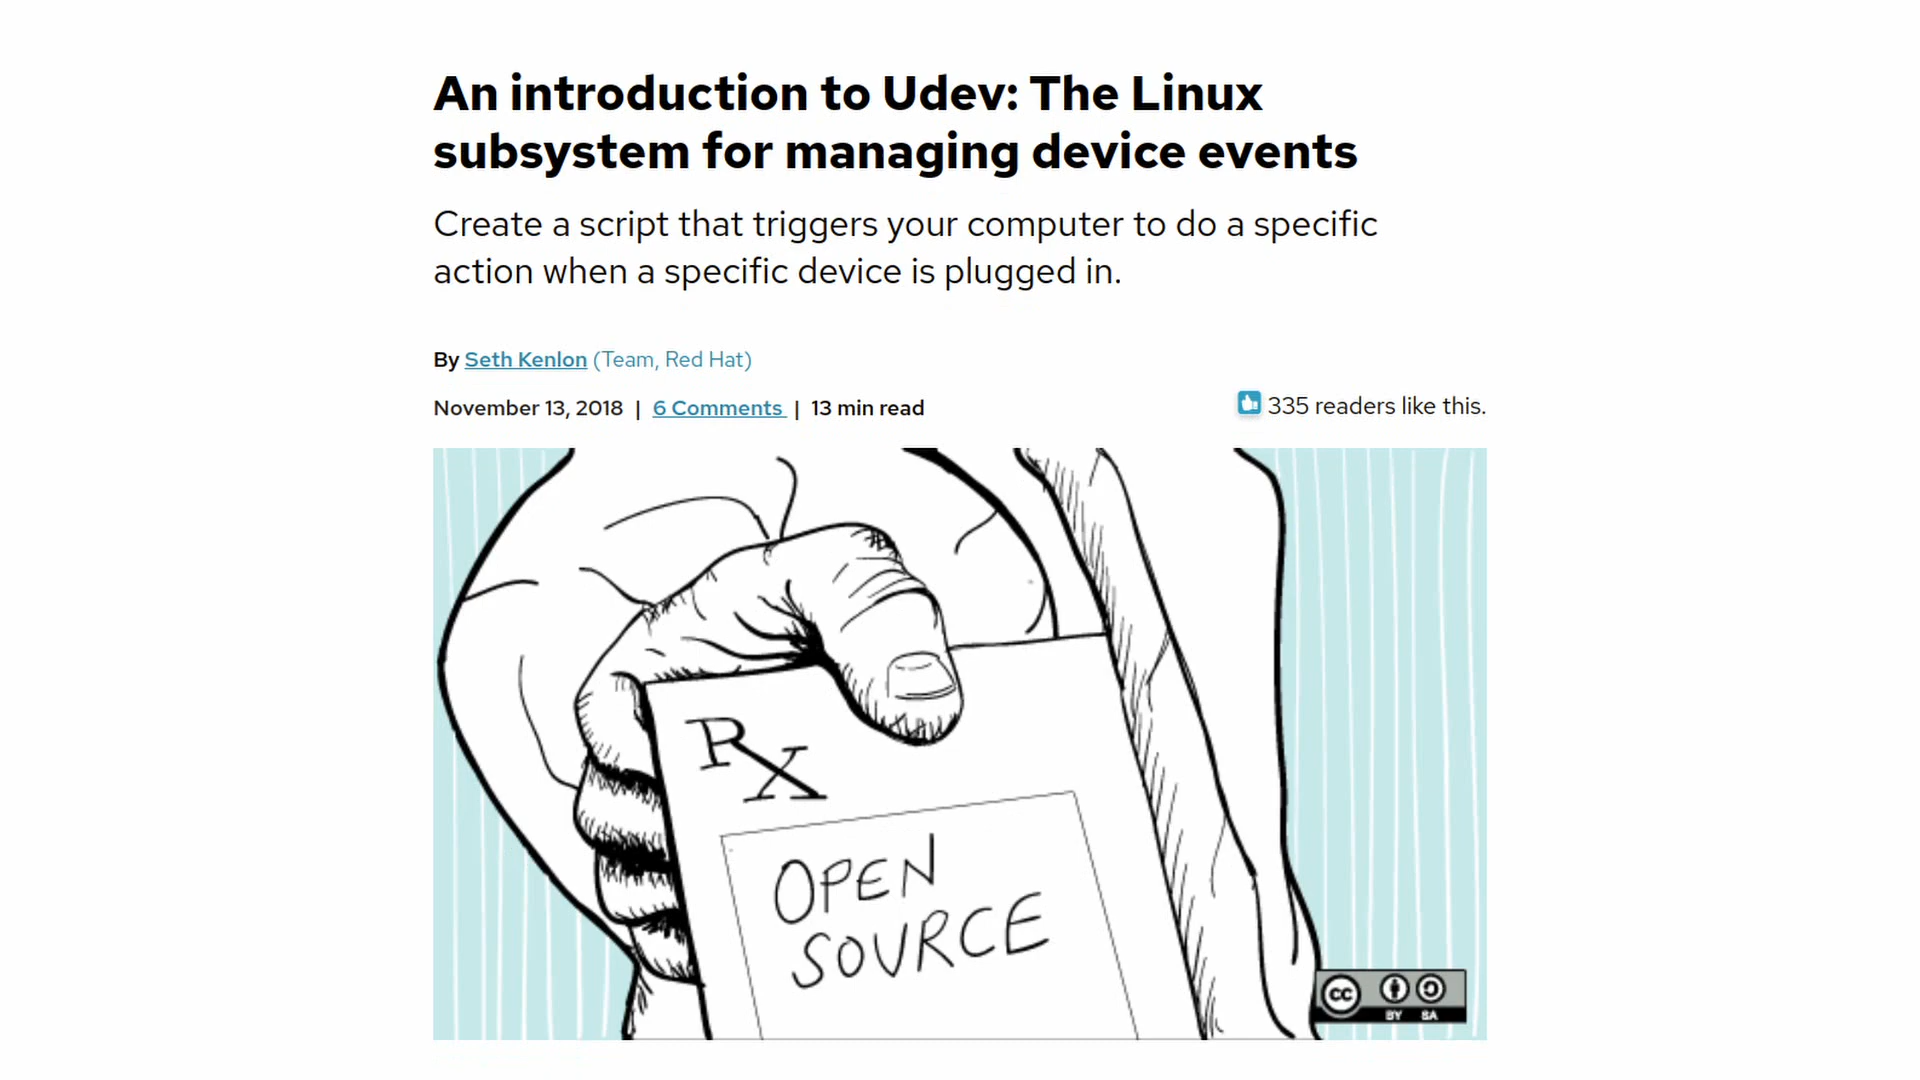 An introduction to Udev: The Linux
subsystem for managing device events
Create a script that triggers your computer to do a specific
action when a specific device is plugged in.
By Seth Kenlon (Team, Red Hat)
November 13, 2018 | 6 Comments | 13 min read
335 readers like this.
RX
OPEN
SOURCE
CC
BY SA